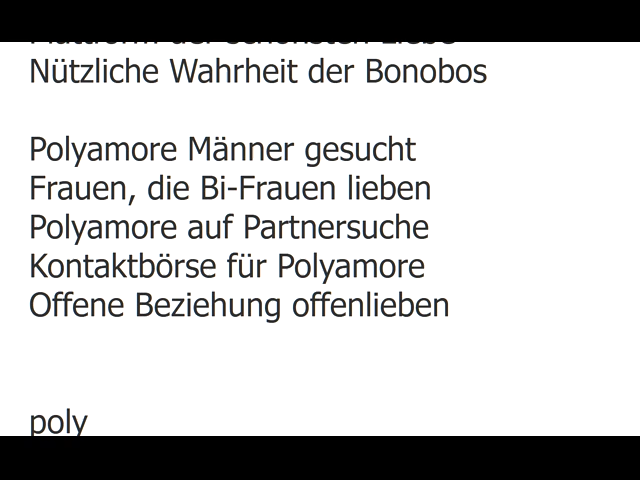 Nützliche Wahrheit der Bonobos
Polyamore Männer gesucht
Frauen, die Bi-Frauen lieben
Polyamore auf Partnersuche
Kontaktbörse für Polyamore
Offene Beziehung offenlieben
poly